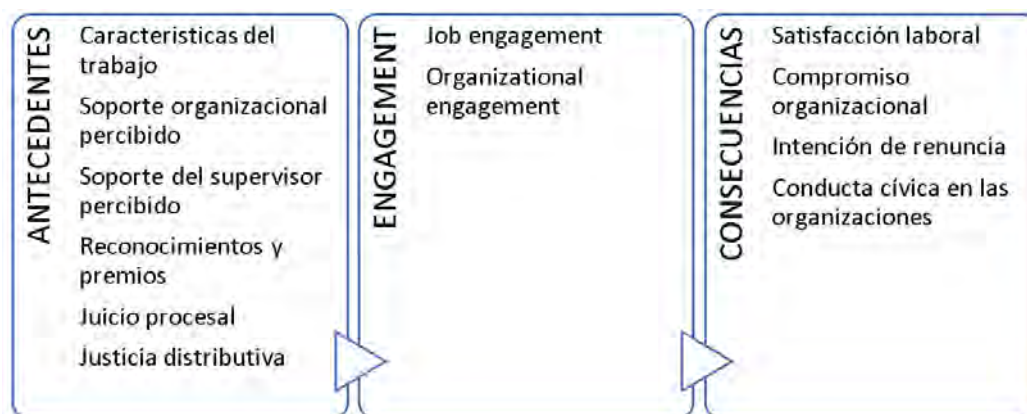 ANTECEDENTES
Caracteristicas del
trabajo
Soporte organizacional
percibido
Soporte del supervisor
percibido
Reconocimientos y
premios
Juicio procesal
Justicia distributiva
ENGAGEMENT
Job engagement
Organizational
engagement
CONSECUENCIAS
Satisfacción laboral
Compromiso
organizacional
Intención de renuncia
Conducta cívica en las
organizaciones